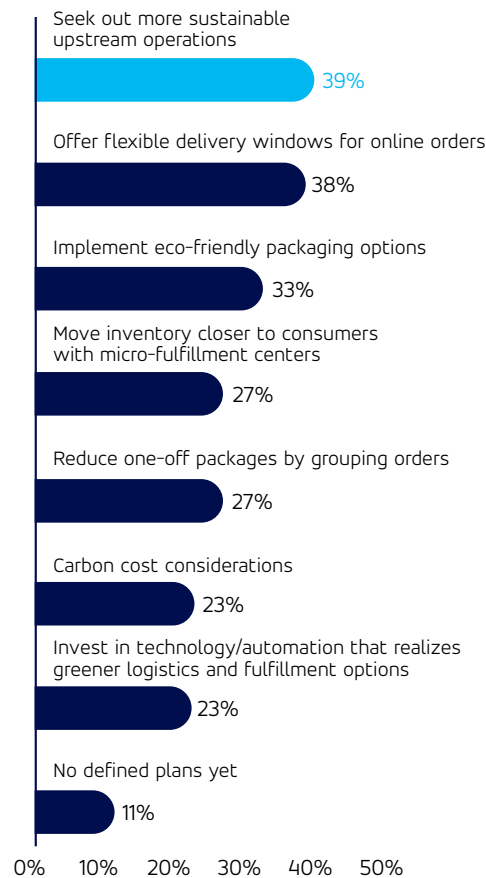 Seek out more sustainable
upstream operations
39%
Offer flexible delivery windows for online orders
38%
Implement eco-friendly packaging options
33%
Move inventory closer to consumers
with micro-fulfillment centers
27%
Reduce one-off packages by grouping orders
27%
Carbon cost considerations
23%
Invest in technology/automation that realizes
greener logistics and fulfillment options
23%
No defined plans yet
11%
0% 10% 20% 30% 40% 50%